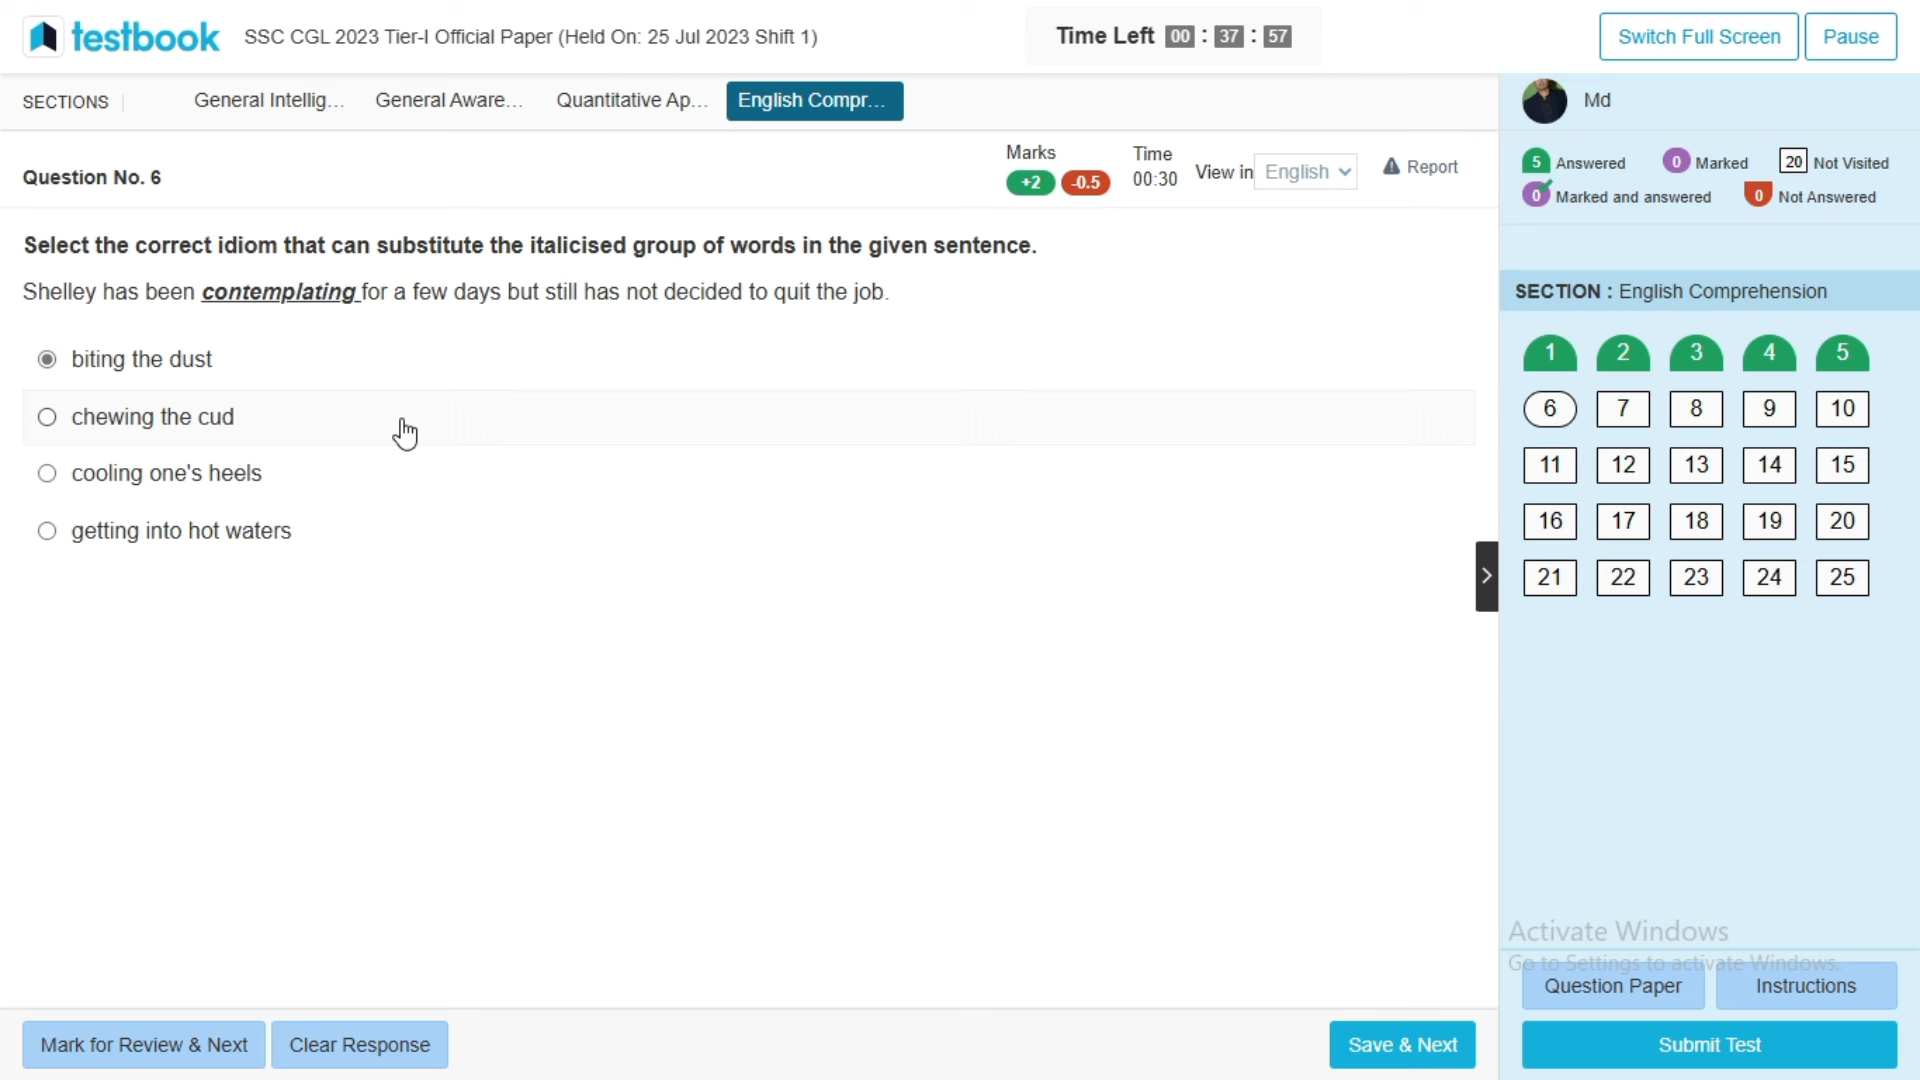 testbook SSC CGL 2023 Tier-I Official Paper (Held On: 25 Jul 2023 Shift 1) Time Left 00 : 37 : 57 Switch Full Screen Pause
SECTIONS General Intellig... General Aware... Quantitative Ap... English Compr... Md
Question No. 6
Marks
+2 -0.5
Time
00:30
View in English
Report
5 Answered 0 Marked 20 Not Visited
0 Marked and answered 0 Not Answered
Select the correct idiom that can substitute the italicised group of words in the given sentence.
Shelley has been contemplating for a few days but still has not decided to quit the job.
biting the dust
chewing the cud
cooling one's heels
getting into hot waters
SECTION : English Comprehension
1 2 3 4 5
6 7 8 9 10
11 12 13 14 15
16 17 18 19 20
21 22 23 24 25
Activate Windows
Go to Settings to activate Windows.
Question Paper Instructions
Mark for Review & Next Clear Response Save & Next Submit Test